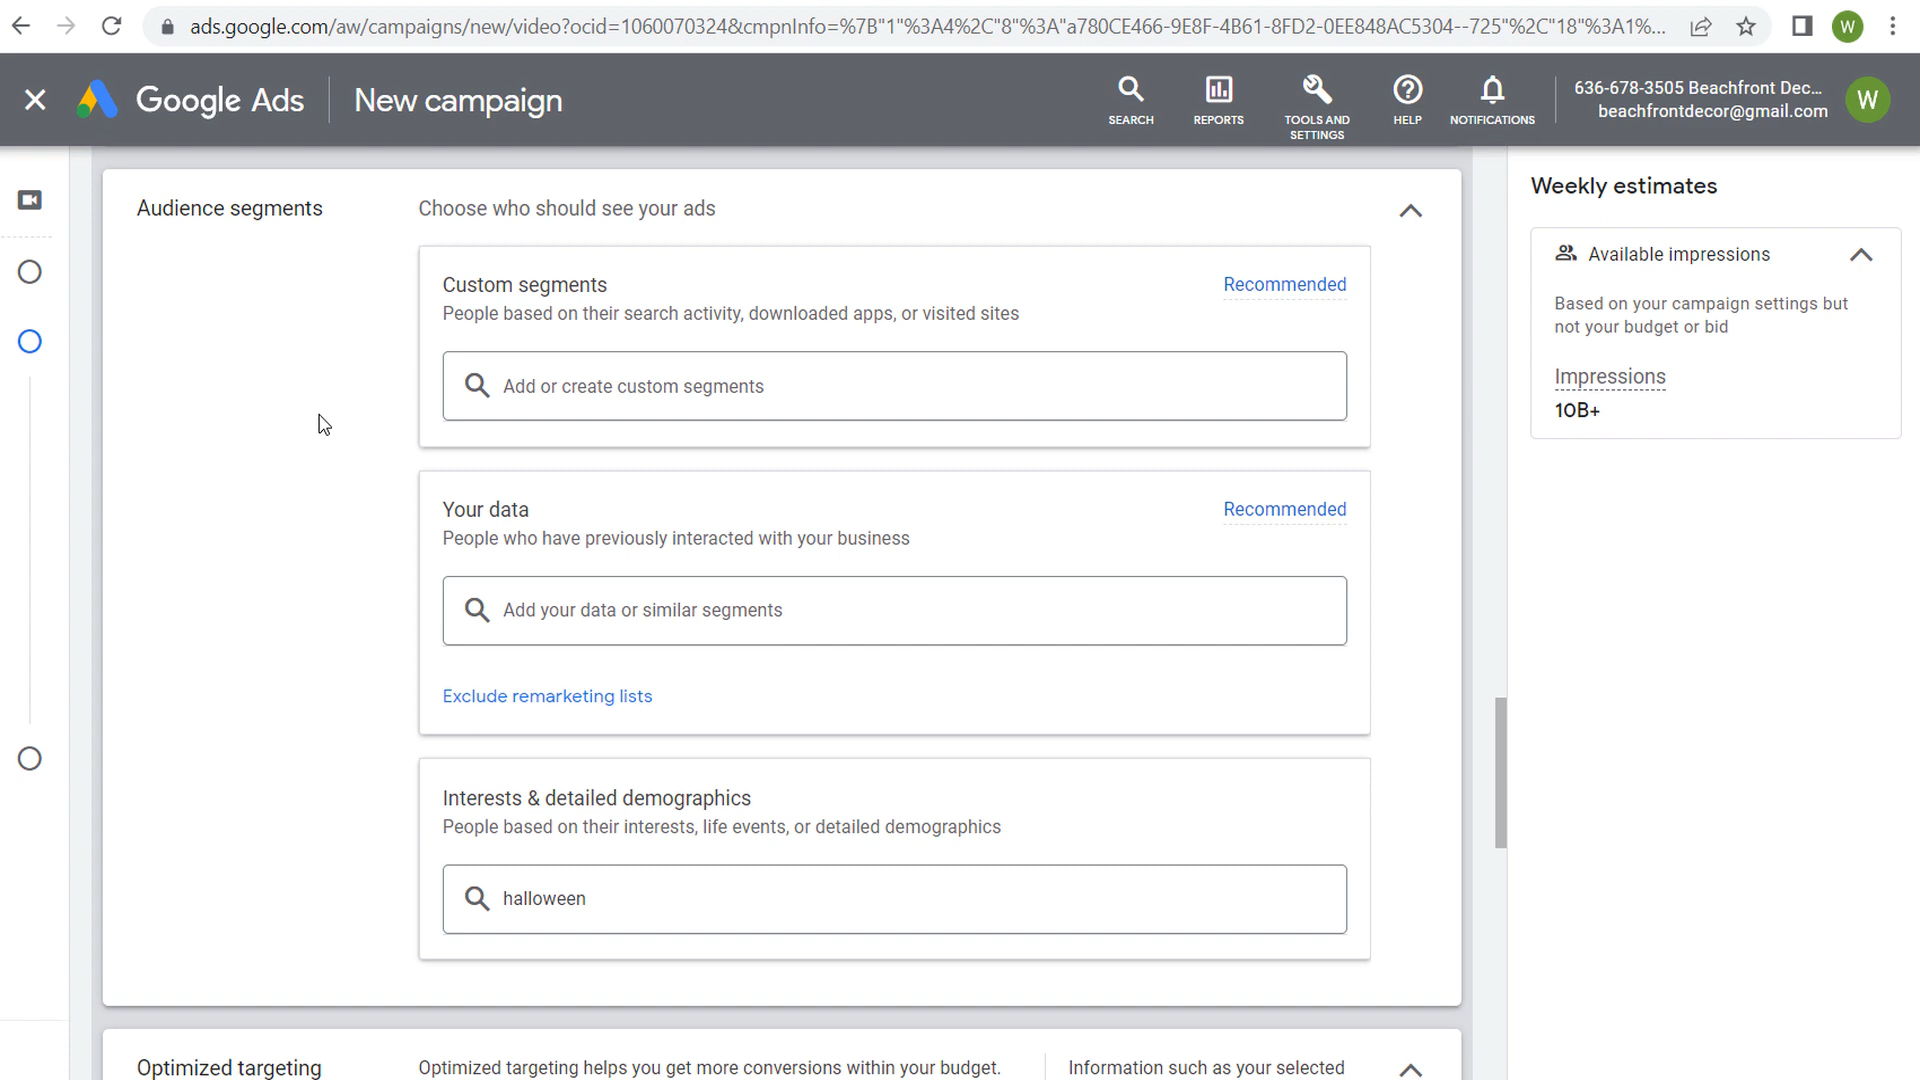 ads.google.com/aw/campaigns/new/video?ocid=1060070324&cmpnInfo=%7B"1"%3A4%2C"8"%3A"a780CE466-9E8F-4B61-8FD2-0EE848AC5304--725"%2C"18"%3A1%...
W
Google Ads
New campaign
SEARCH
REPORTS
TOOLS AND
SETTINGS
HELP
NOTIFICATIONS
636-678-3505 Beachfront Dec...
beachfrontdecor@gmail.com
W
Audience segments
Choose who should see your ads
Custom segments
Recommended
People based on their search activity, downloaded apps, or visited sites
Add or create custom segments
Your data
Recommended
People who have previously interacted with your business
Add your data or similar segments
Exclude remarketing lists
Interests & detailed demographics
People based on their interests, life events, or detailed demographics
halloween
Optimized targeting
Optimized targeting helps you get more conversions within your budget.
Information such as your selected
Weekly estimates
Available impressions
Based on your campaign settings but
not your budget or bid
Impressions
10B+